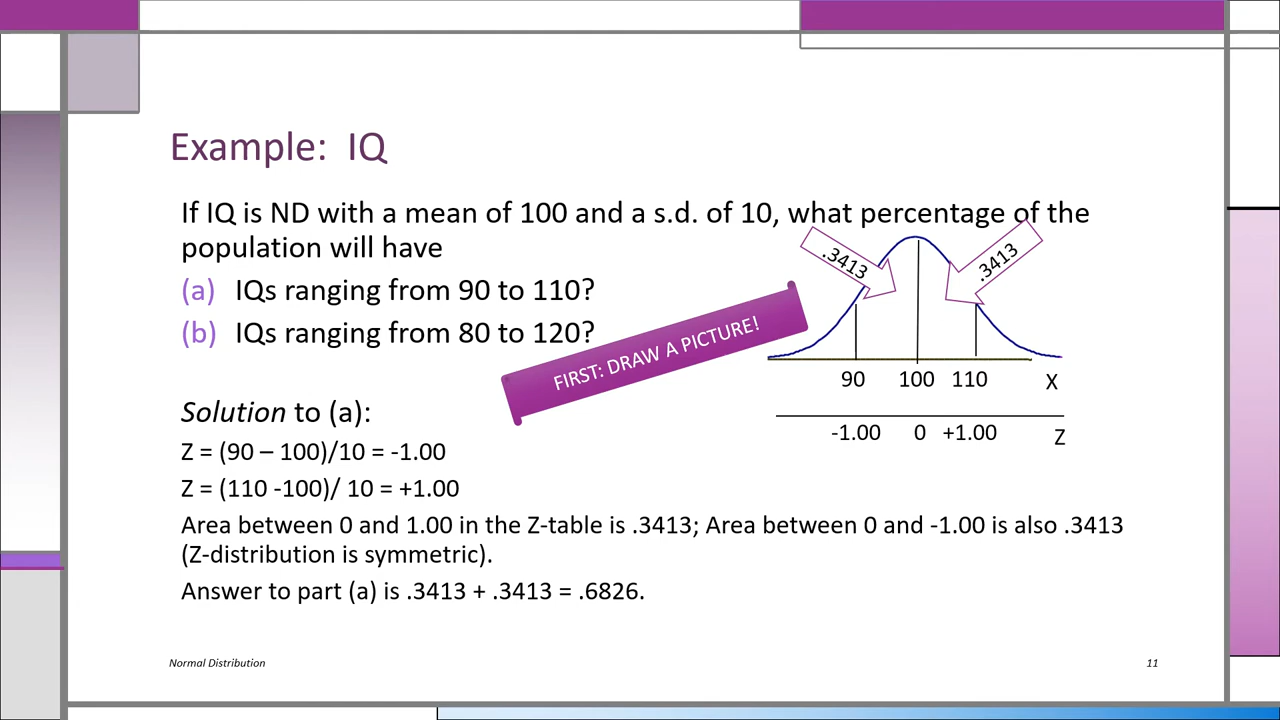 Example: IQ
If IQ is ND with a mean of 100 and a s.d. of 10, what percentage of the
population will have
(a) IQs ranging from 90 to 110?
(b) IQs ranging from 80 to 120?
FIRST: DRAW A PICTURE!
.3413
.3413
90 100 110 X
-1.00 0 +1.00 Z
Solution to (a):
Z = (90 – 100)/10 = -1.00
Z = (110 -100)/ 10 = +1.00
Area between 0 and 1.00 in the Z-table is .3413; Area between 0 and -1.00 is also .3413
(Z-distribution is symmetric).
Answer to part (a) is .3413 + .3413 = .6826.
Normal Distribution
11